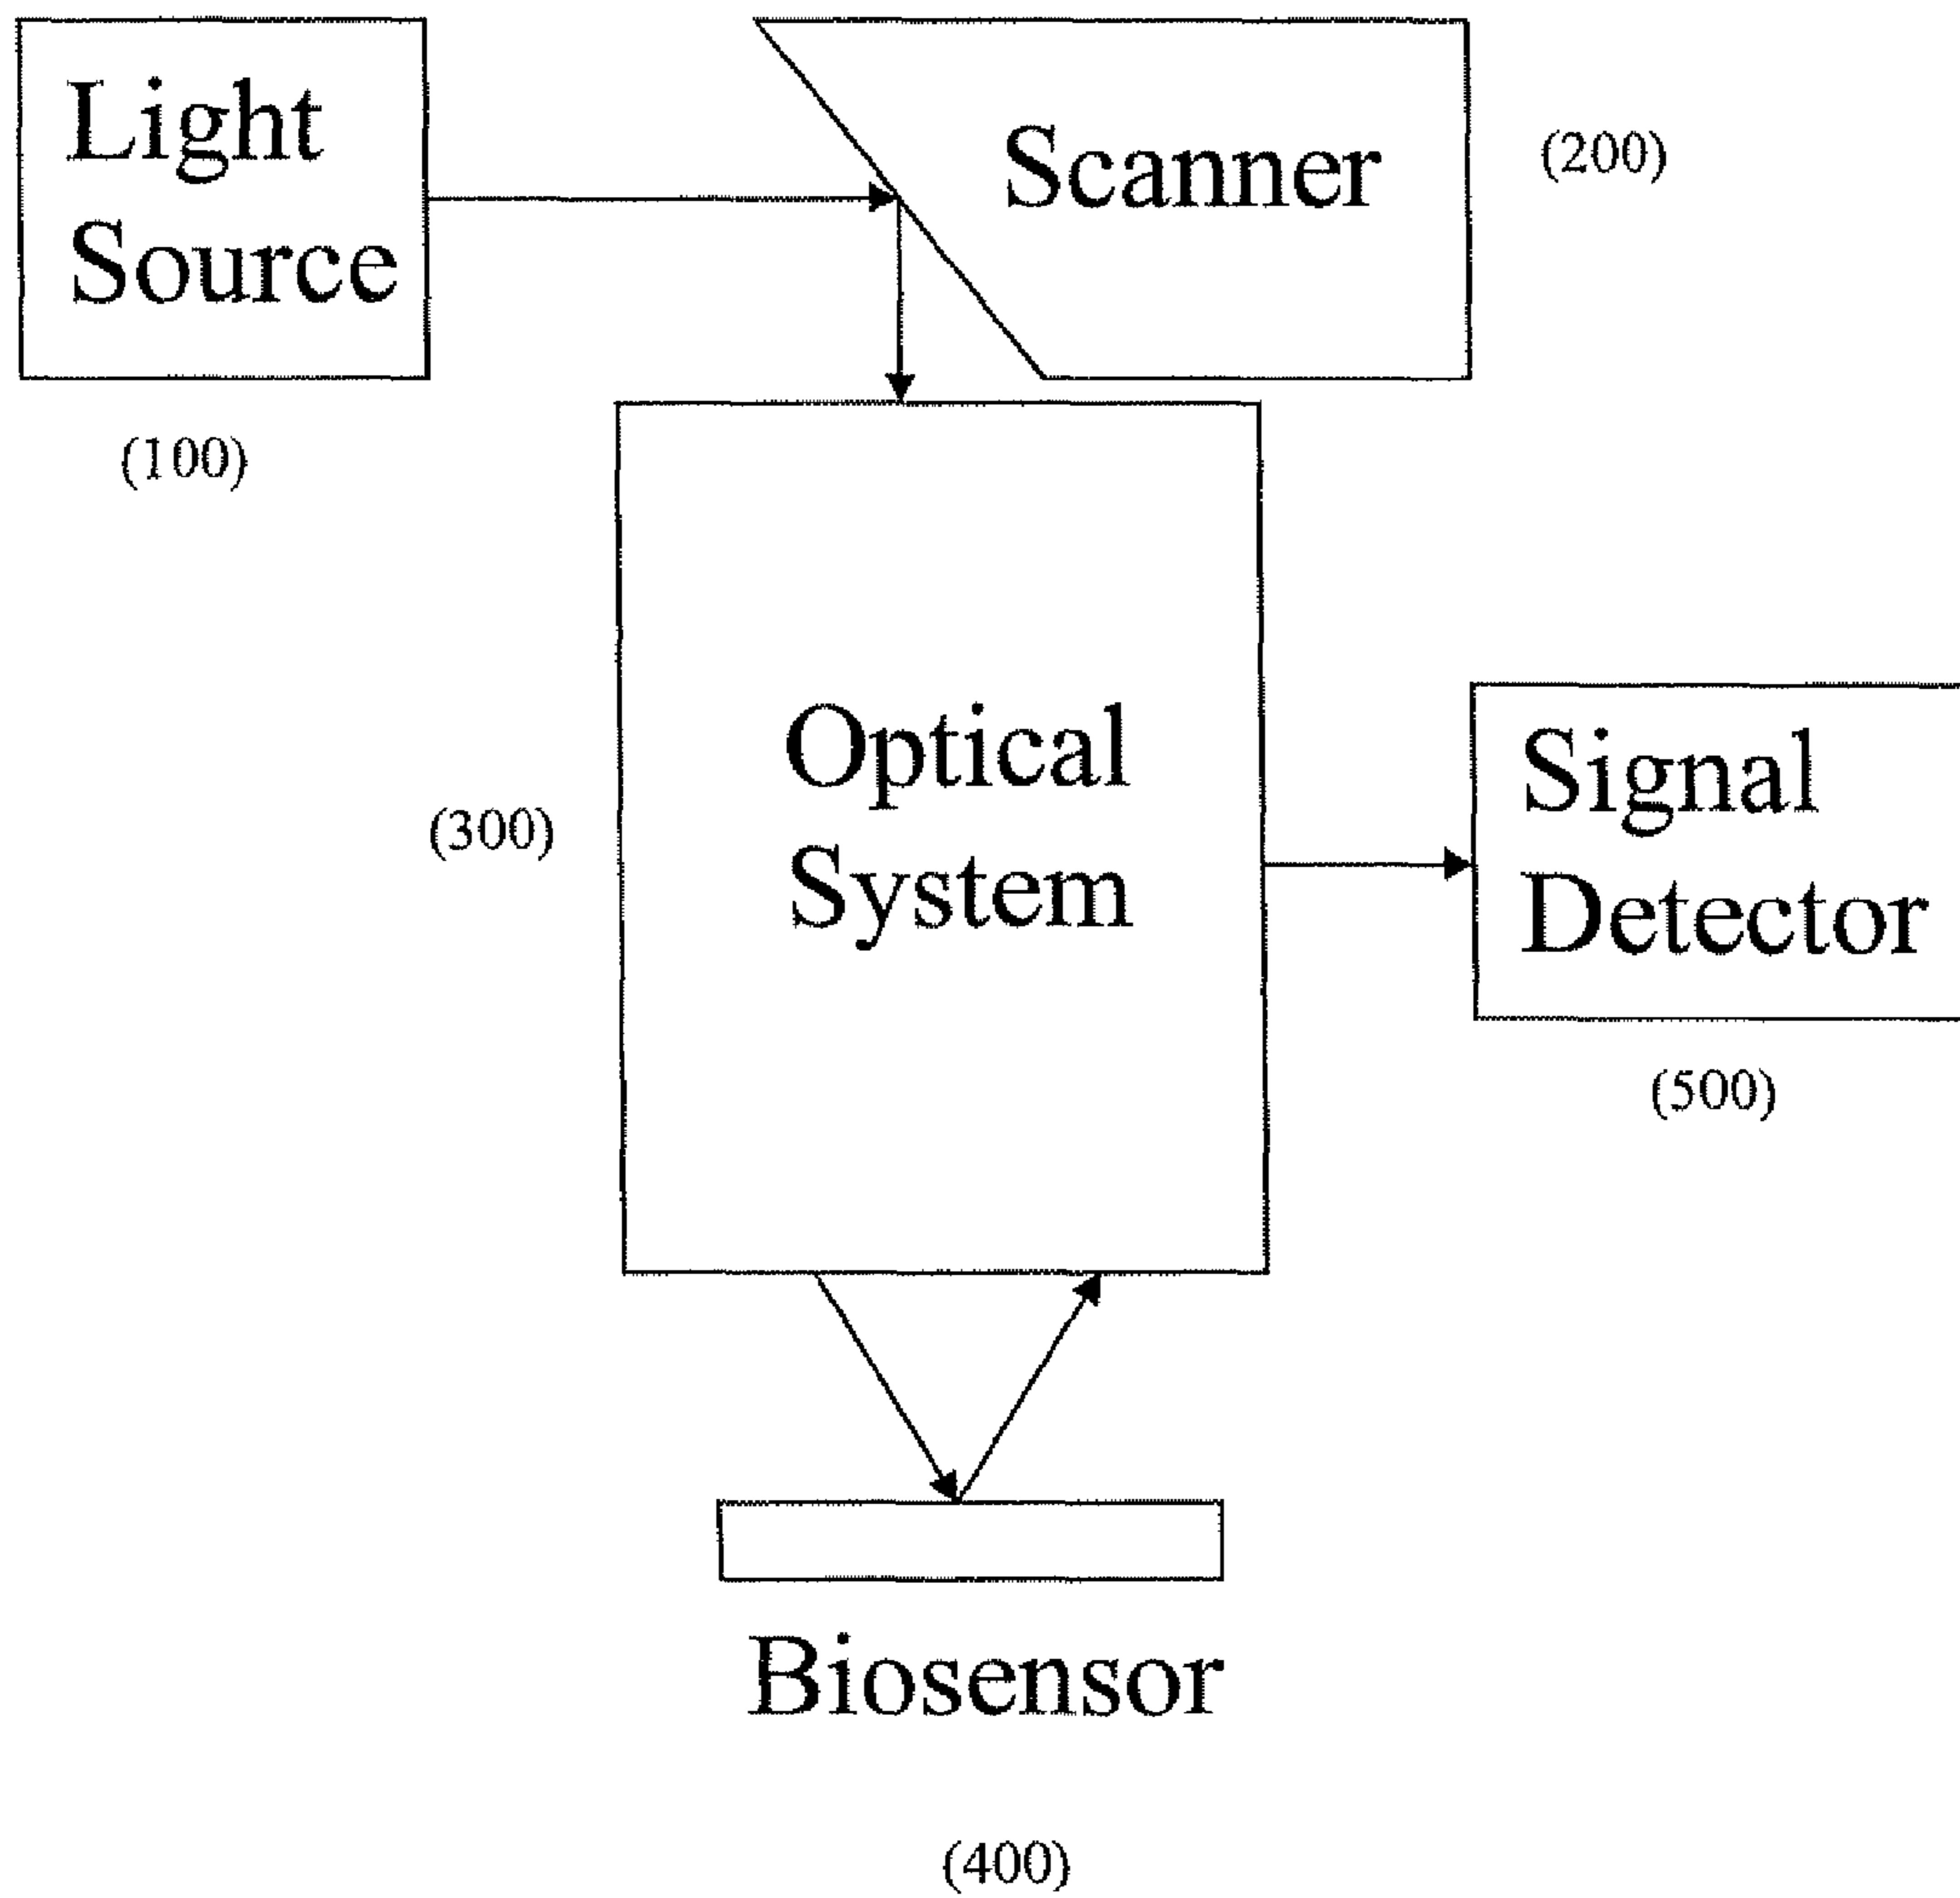 Light
Source
(100)
Scanner
(200)
Optical
System
(300)
Signal
Detector
(500)
Biosensor
(400)